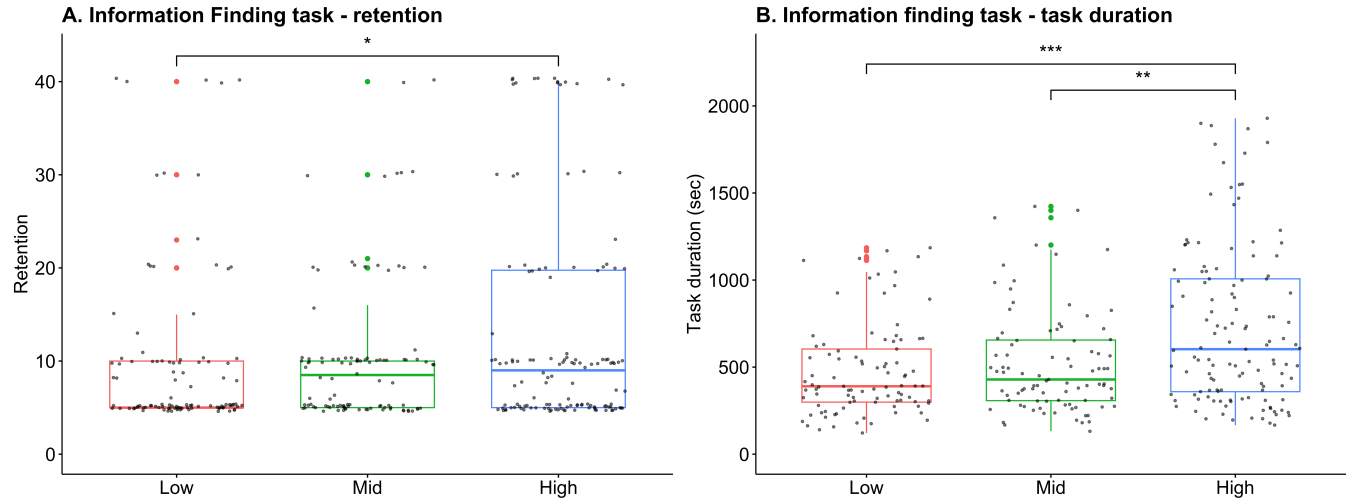 A. Information Finding task - retention
*
Retention
40
30
20
10
0
Low Mid High
B. Information finding task - task duration
***
**
Task duration (sec)
2000
1500
1000
500
0
Low Mid High